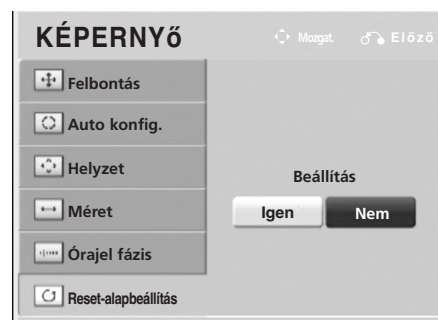 KÉPERNYő
Mozgat.
Előző
Felbontás
Auto konfig.
Helyzet
Méret
Órajel fázis
Reset-alapbeállítás
Beállítás
Igen
Nem